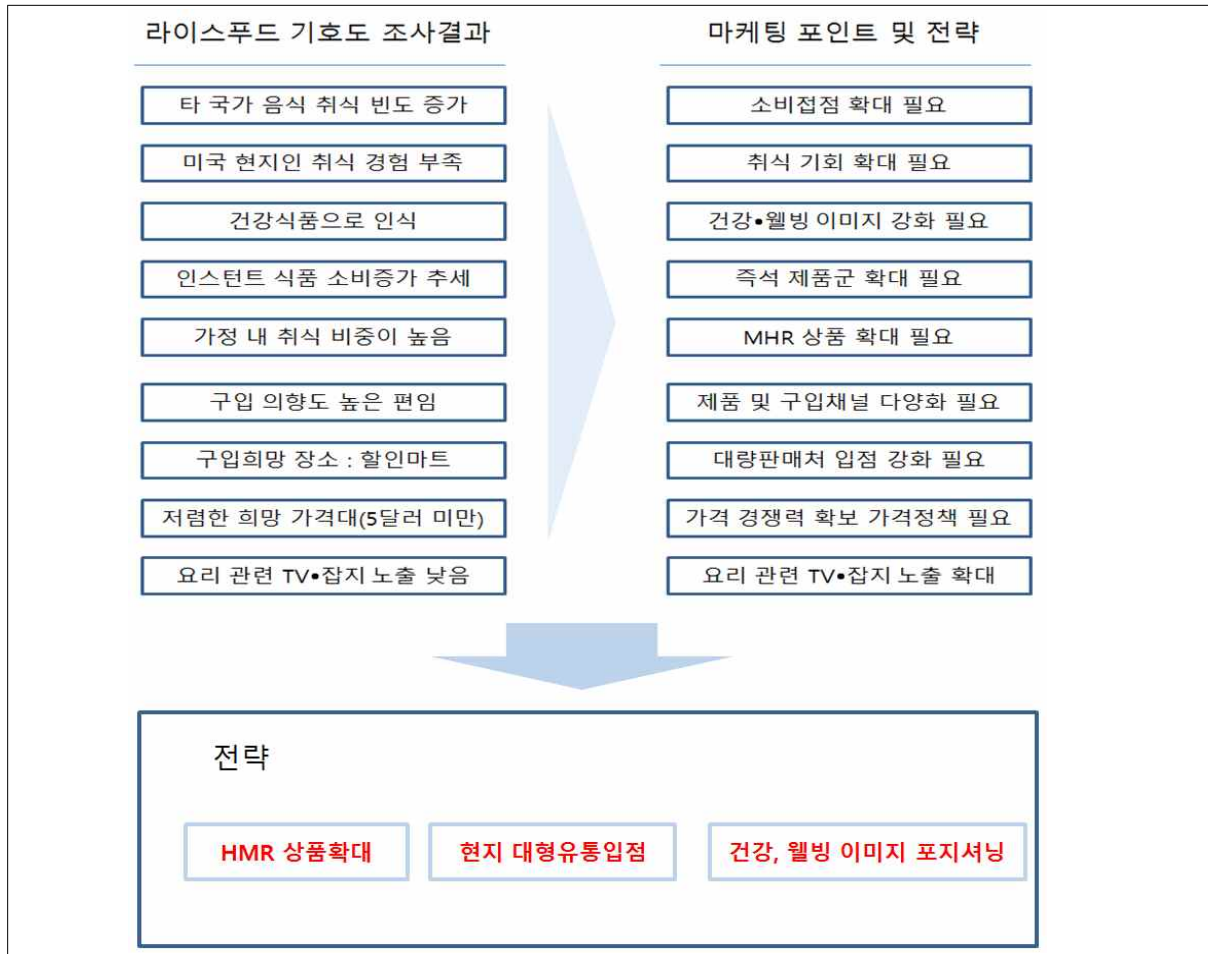 라이스푸드 기호도 조사결과
타 국가 음식 취식 빈도 증가
미국 현지인 취식 경험 부족
건강식품으로 인식
인스턴트 식품 소비증가 추세
가정 내 취식 비중이 높음
구입 의향도 높은 편임
구입희망 장소 : 할인마트
저렴한 희망 가격대(5달러 미만)
요리 관련 TV•잡지 노출 낮음
마케팅 포인트 및 전략
소비접점 확대 필요
취식 기회 확대 필요
건강•웰빙 이미지 강화 필요
즉석 제품군 확대 필요
MHR 상품 확대 필요
제품 및 구입채널 다양화 필요
대량판매처 입점 강화 필요
가격 경쟁력 확보 가격정책 필요
요리 관련 TV•잡지 노출 확대
전략
HMR 상품확대
현지 대형유통입점
건강, 웰빙 이미지 포지셔닝